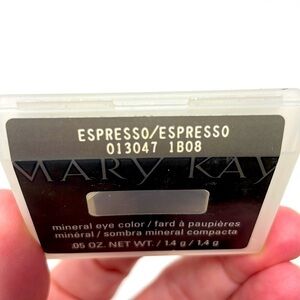 ESPRESSO/ESPRESSO
013047 1B08
MARY KAY
mineral eye color / fard à paupières
minéral / sombra mineral compacta
.05 OZ. NET WT. / 1.4 g / 1,4 g